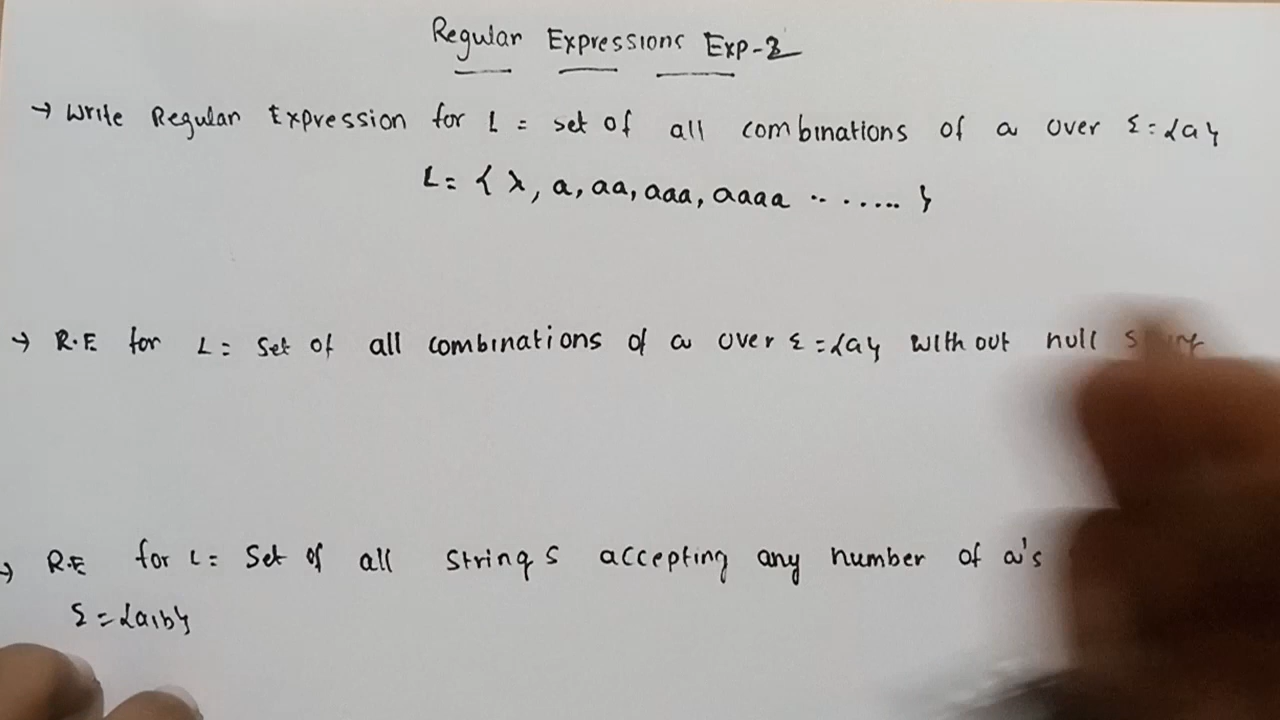 Regular Expressions Exp-2
→ Write Regular Expression for L = set of all combinations of a over Σ={a}
L= { λ, a, aa, aaa, aaaa .. ..... }
→ R.E for L= Set of all combinations of a over Σ={a} without null
→ R.E for L= Set of all strings accepting any number of a's
Σ={a,b}